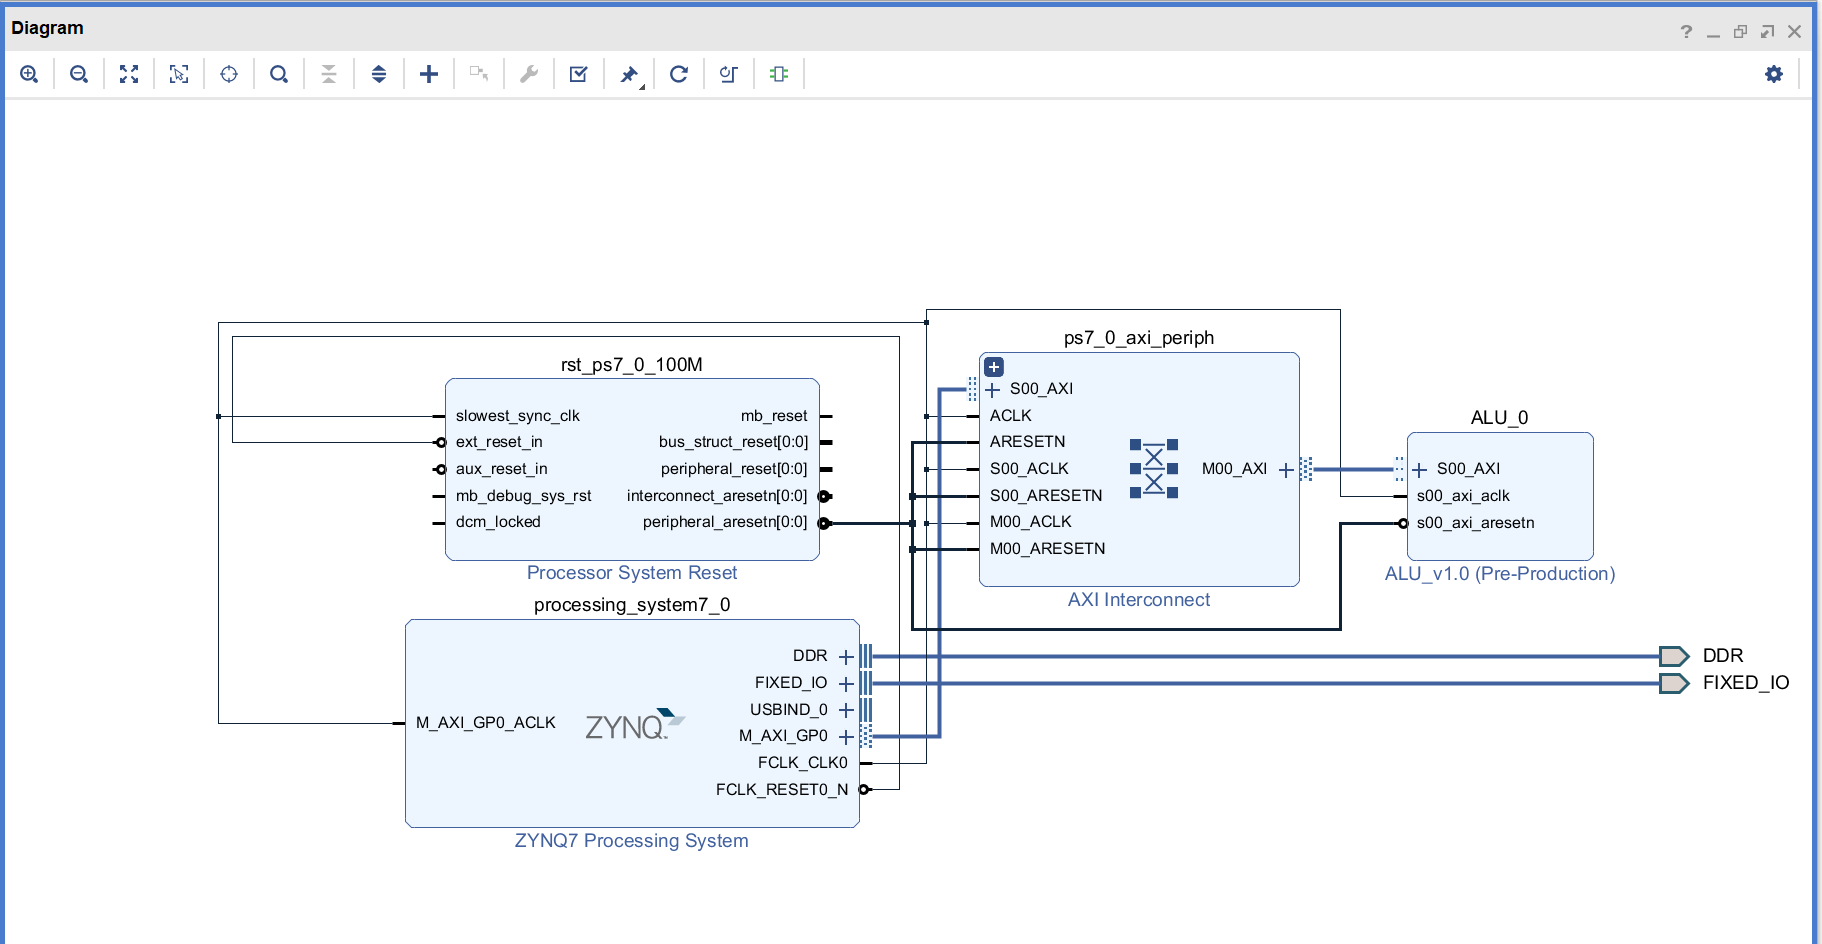 Diagram
rst_ps7_0_100M
slowest_sync_clk
ext_reset_in
aux_reset_in
mb_debug_sys_rst
dcm_locked
mb_reset
bus_struct_reset[0:0]
peripheral_reset[0:0]
interconnect_aresetn[0:0]
peripheral_aresetn[0:0]
Processor System Reset
ps7_0_axi_periph
S00_AXI
ACLK
ARESETN
S00_ACLK
S00_ARESETN
M00_ACLK
M00_ARESETN
M00_AXI
AXI Interconnect
ALU_0
S00_AXI
s00_axi_aclk
s00_axi_aresetn
ALU_v1.0 (Pre-Production)
processing_system7_0
M_AXI_GP0_ACLK
ZYNQ
DDR
FIXED_IO
USBIND_0
M_AXI_GP0
FCLK_CLK0
FCLK_RESET0_N
ZYNQ7 Processing System
DDR
FIXED_IO